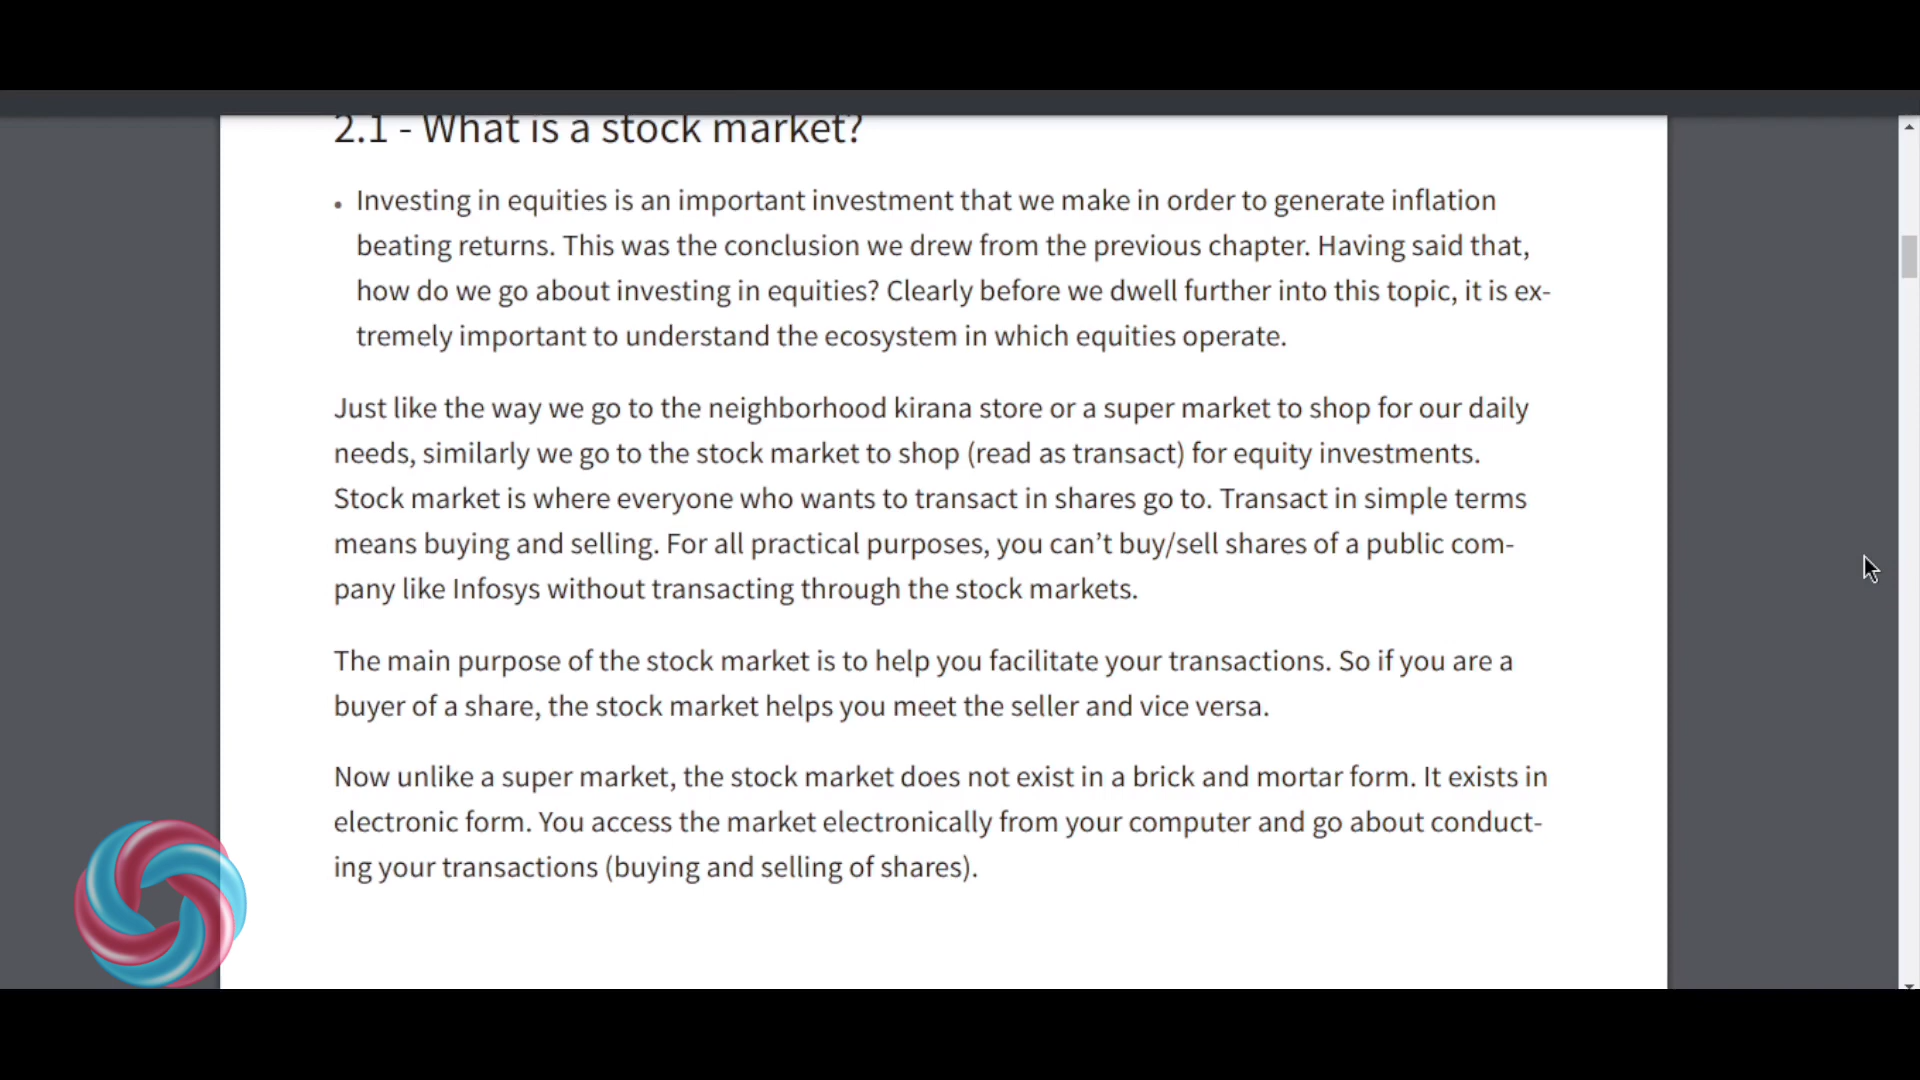 2.1 - What is a stock market?
• Investing in equities is an important investment that we make in order to generate inflation
beating returns. This was the conclusion we drew from the previous chapter. Having said that,
how do we go about investing in equities? Clearly before we dwell further into this topic, it is ex-
tremely important to understand the ecosystem in which equities operate.
Just like the way we go to the neighborhood kirana store or a super market to shop for our daily
needs, similarly we go to the stock market to shop (read as transact) for equity investments.
Stock market is where everyone who wants to transact in shares go to. Transact in simple terms
means buying and selling. For all practical purposes, you can’t buy/sell shares of a public com-
pany like Infosys without transacting through the stock markets.
The main purpose of the stock market is to help you facilitate your transactions. So if you are a
buyer of a share, the stock market helps you meet the seller and vice versa.
Now unlike a super market, the stock market does not exist in a brick and mortar form. It exists in
electronic form. You access the market electronically from your computer and go about conduct-
ing your transactions (buying and selling of shares).